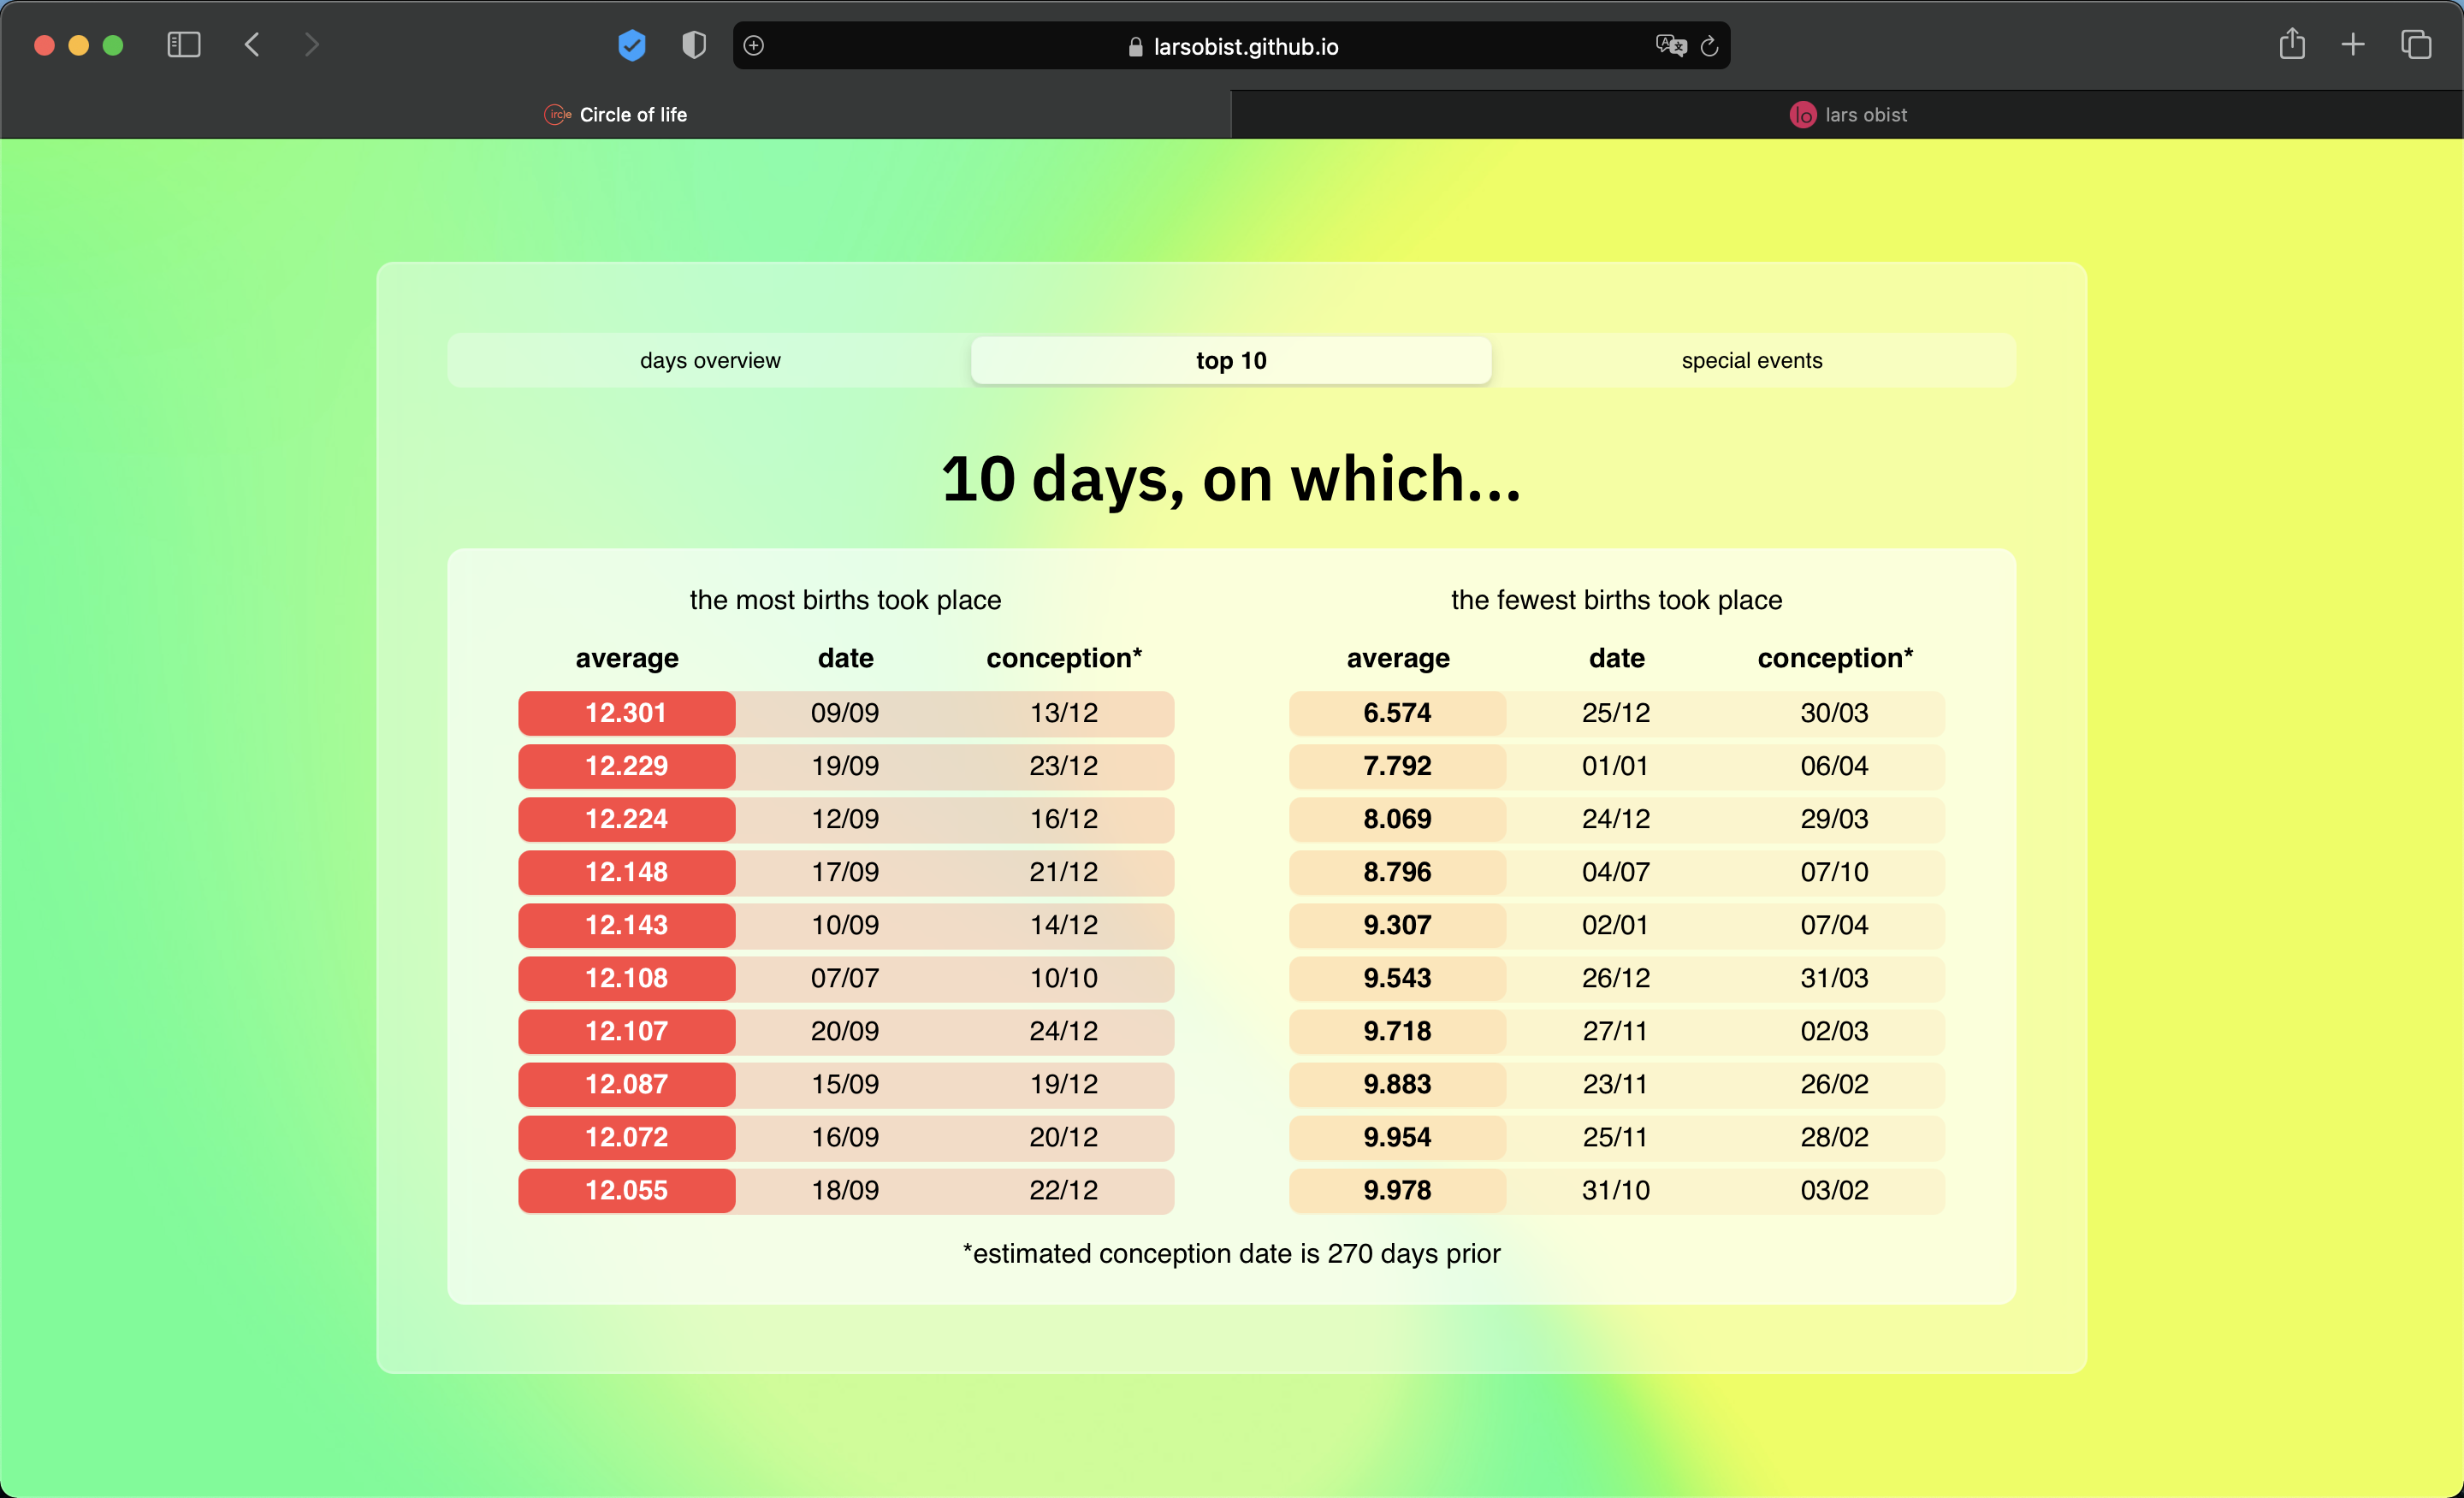 larsobist.github.io
ircle Circle of life
lo lars obist
days overview top 10 special events
10 days, on which...
the most births took place
average date conception*
12.301 09/09 13/12
12.229 19/09 23/12
12.224 12/09 16/12
12.148 17/09 21/12
12.143 10/09 14/12
12.108 07/07 10/10
12.107 20/09 24/12
12.087 15/09 19/12
12.072 16/09 20/12
12.055 18/09 22/12
the fewest births took place
average date conception*
6.574 25/12 30/03
7.792 01/01 06/04
8.069 24/12 29/03
8.796 04/07 07/10
9.307 02/01 07/04
9.543 26/12 31/03
9.718 27/11 02/03
9.883 23/11 26/02
9.954 25/11 28/02
9.978 31/10 03/02
*estimated conception date is 270 days prior